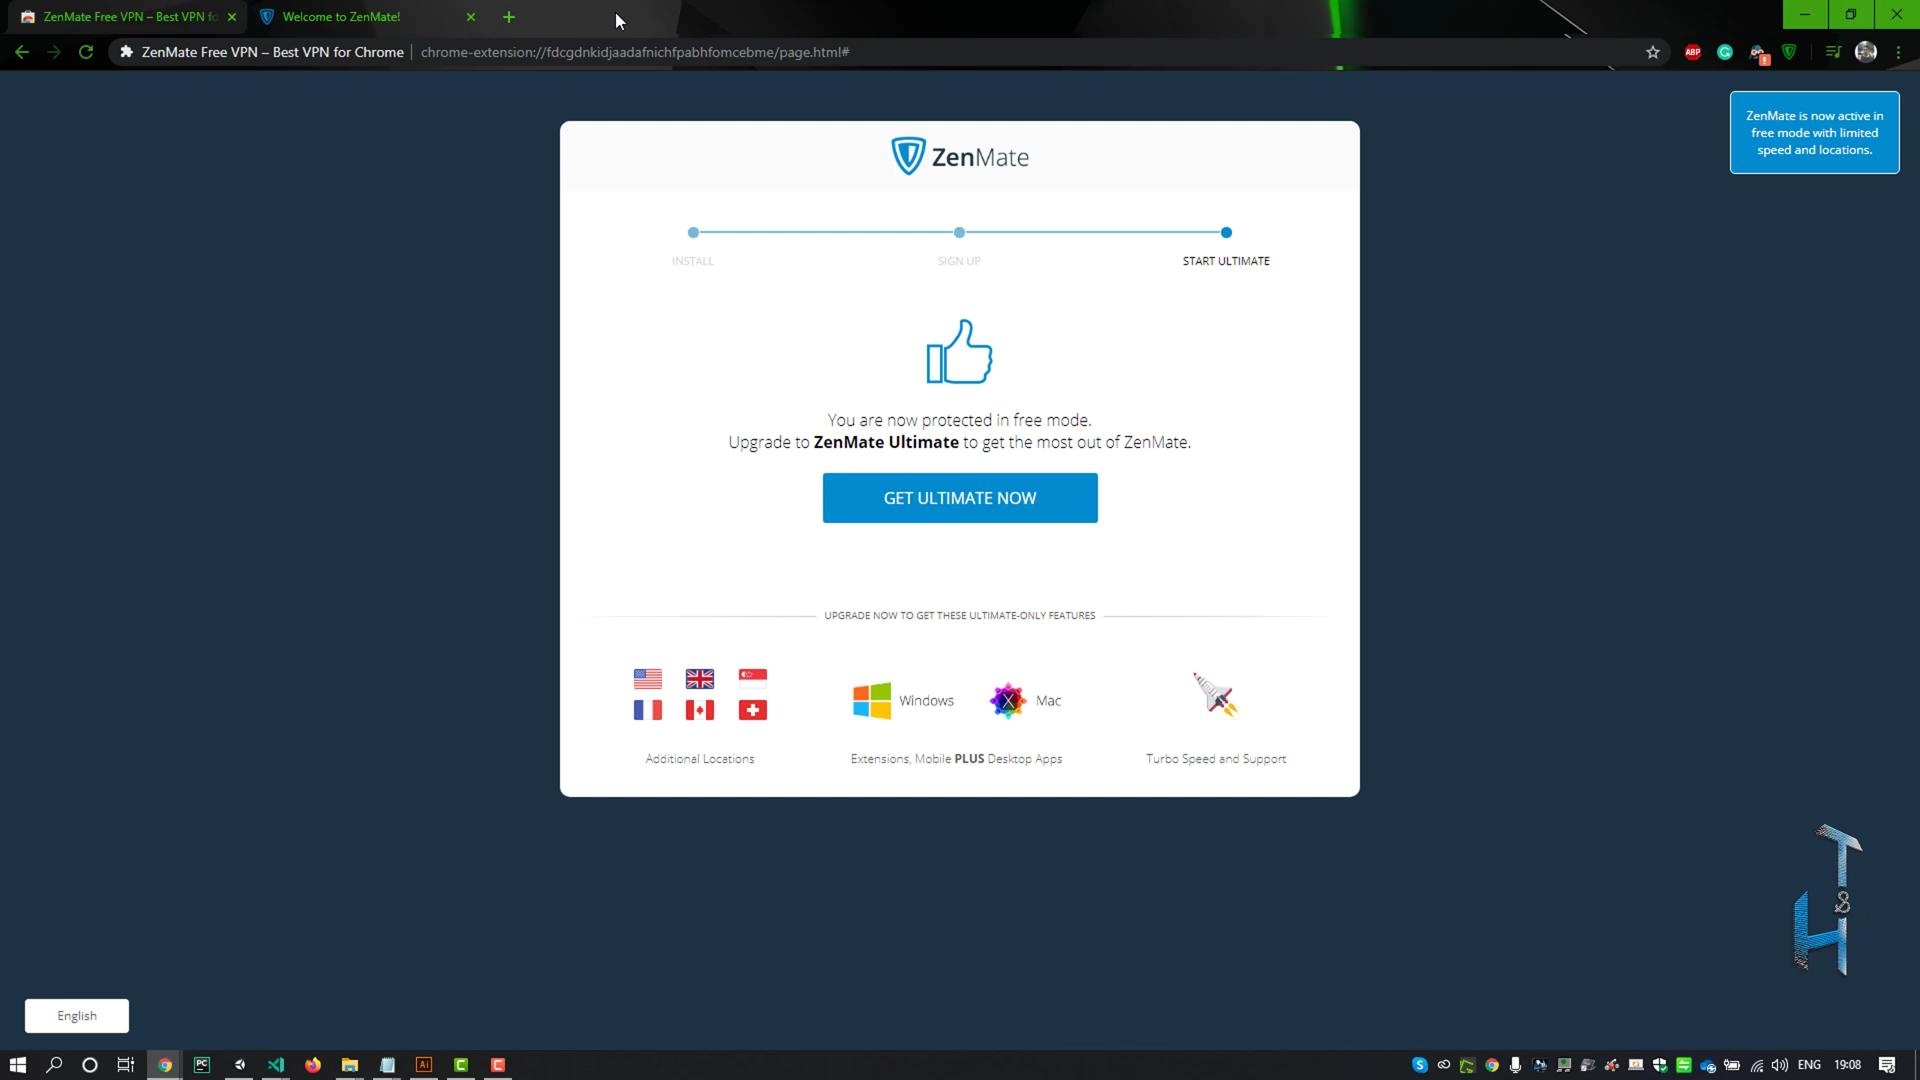 ZenMate Free VPN – Best VPN fo
Welcome to ZenMate!
ZenMate Free VPN – Best VPN for Chrome
chrome-extension://fdcgdnkidjaadafnichfpabhfomcebme/page.html#
ABP
ZenMate is now active in
free mode with limited
speed and locations.
ZenMate
INSTALL
SIGN UP
START ULTIMATE
You are now protected in free mode.
Upgrade to ZenMate Ultimate to get the most out of ZenMate.
GET ULTIMATE NOW
UPGRADE NOW TO GET THESE ULTIMATE-ONLY FEATURES
Windows
X
Mac
Additional Locations
Extensions, Mobile PLUS Desktop Apps
Turbo Speed and Support
T
&
H
English
PC
Ai
C
C
S
ENG
19:08